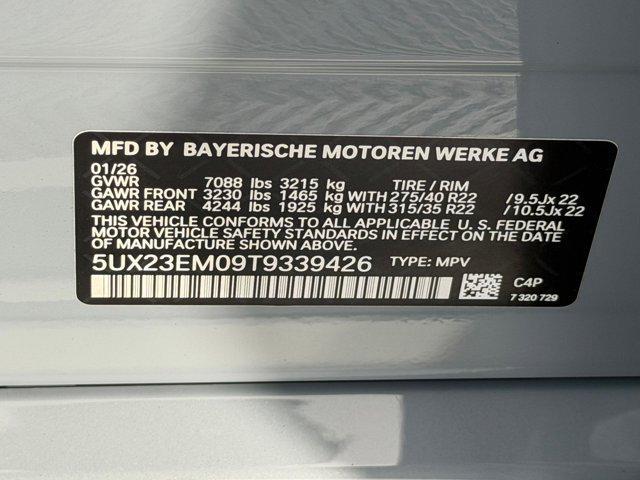 MFD BY BAYERISCHE MOTOREN WERKE AG
01/26
GVWR 7088 lbs 3215 kg TIRE / RIM
GAWR FRONT 3230 lbs 1465 kg WITH 275/40 R22 / 9.5Jx 22
GAWR REAR 4244 lbs 1925 kg WITH 315/35 R22 / 10.5Jx 22
THIS VEHICLE CONFORMS TO ALL APPLICABLE U. S. FEDERAL
MOTOR VEHICLE SAFETY STANDARDS IN EFFECT ON THE DATE
OF MANUFACTURE SHOWN ABOVE.
5UX23EM09T9339426 TYPE: MPV
C4P
7 320 729